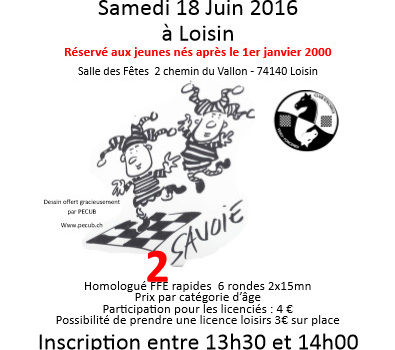 Samedi 18 Juin 2016
à Loisin
Réservé aux jeunes nés après le 1er janvier 2000
Salle des Fêtes 2 chemin du Vallon - 74140 Loisin
Dessin offert gracieusement
par PECUB
Www.pecub.ch
SAVOIE
2
Homologué FFE rapides 6 rondes 2x15mn
Prix par catégorie d'âge
Participation pour les licenciés : 4 €
Possibilité de prendre une licence loisirs 3€ sur place
Inscription entre 13h30 et 14h00